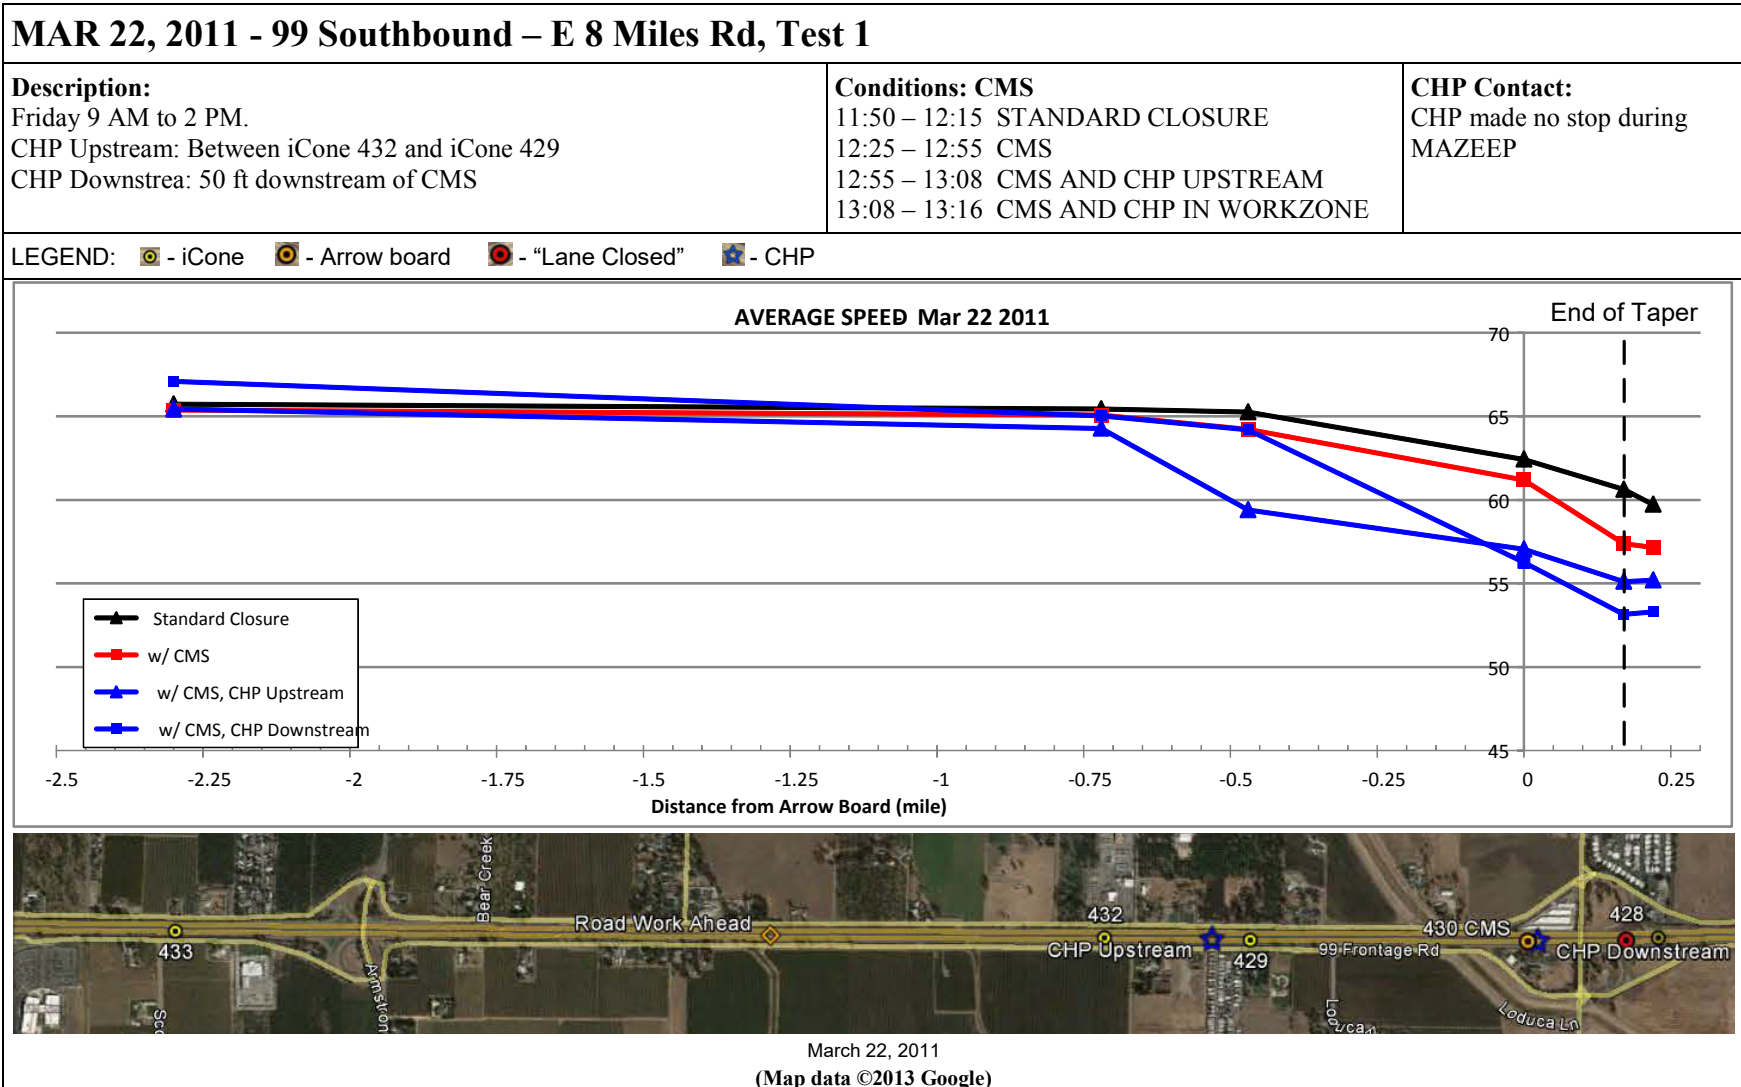 MAR 22, 2011 - 99 Southbound – E 8 Miles Rd, Test 1
Description:
Friday 9 AM to 2 PM.
CHP Upstream: Between iCone 432 and iCone 429
CHP Downstrea: 50 ft downstream of CMS
Conditions: CMS
11:50 – 12:15 STANDARD CLOSURE
12:25 – 12:55 CMS
12:55 – 13:08 CMS AND CHP UPSTREAM
13:08 – 13:16 CMS AND CHP IN WORKZONE
CHP Contact:
CHP made no stop during
MAZEEP
LEGEND: - iCone - Arrow board - “Lane Closed” - CHP
AVERAGE SPEED Mar 22 2011
End of Taper
70
65
60
55
50
45
Standard Closure
w/ CMS
w/ CMS, CHP Upstream
w/ CMS, CHP Downstream
-2.5 -2.25 -2 -1.75 -1.5 -1.25 -1 -0.75 -0.5 -0.25 0 0.25
Distance from Arrow Board (mile)
433
Armstron
Bear Creek
Road Work Ahead
432
CHP Upstream
429
99 Frontage Rd
430 CMS
428
CHP Downstream
Loduca Ln
March 22, 2011
(Map data ©2013 Google)